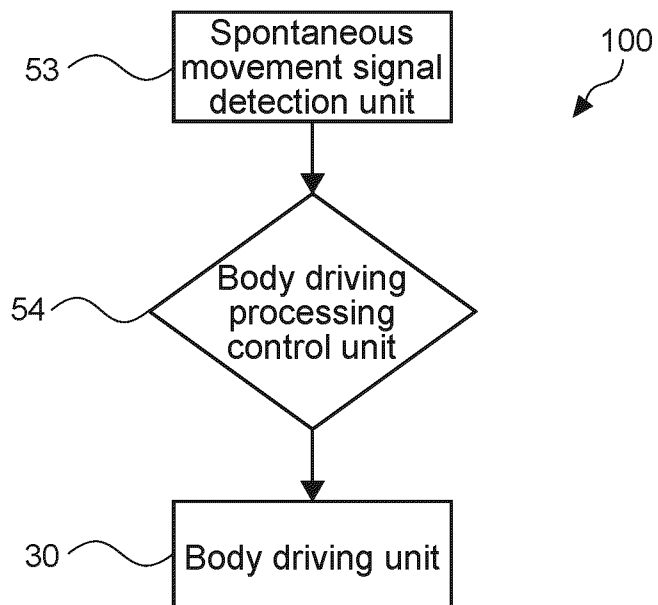 Spontaneous
movement signal
detection unit
53
100
Body driving
processing
control unit
54
Body driving unit
30